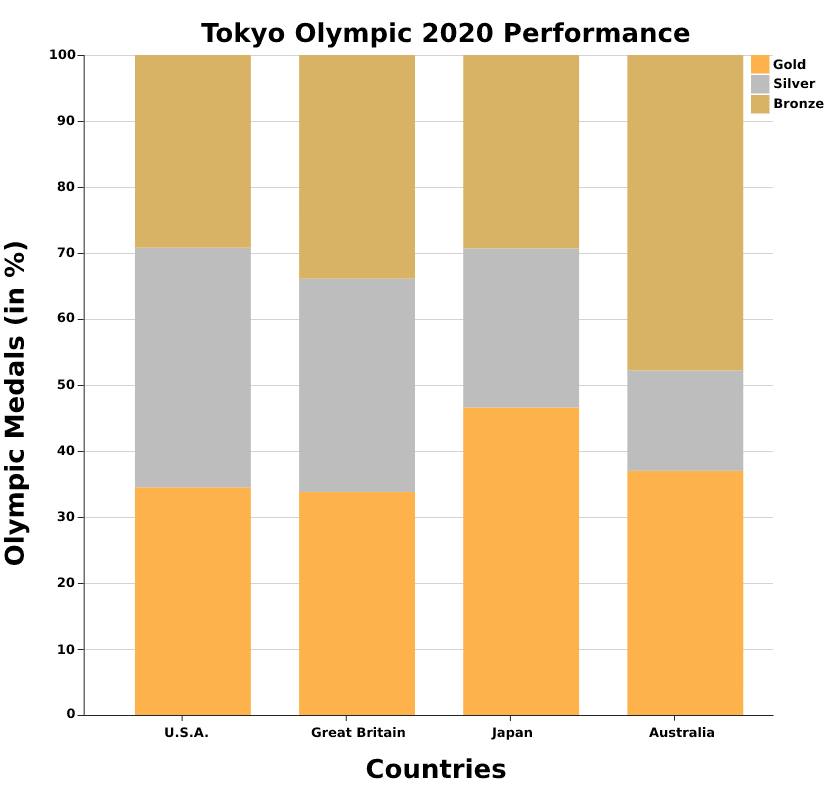 Tokyo Olympic 2020 Performance
Gold
Silver
Bronze
Olympic Medals (in %)
100
90
80
70
60
50
40
30
20
10
0
U.S.A. Great Britain Japan Australia
Countries